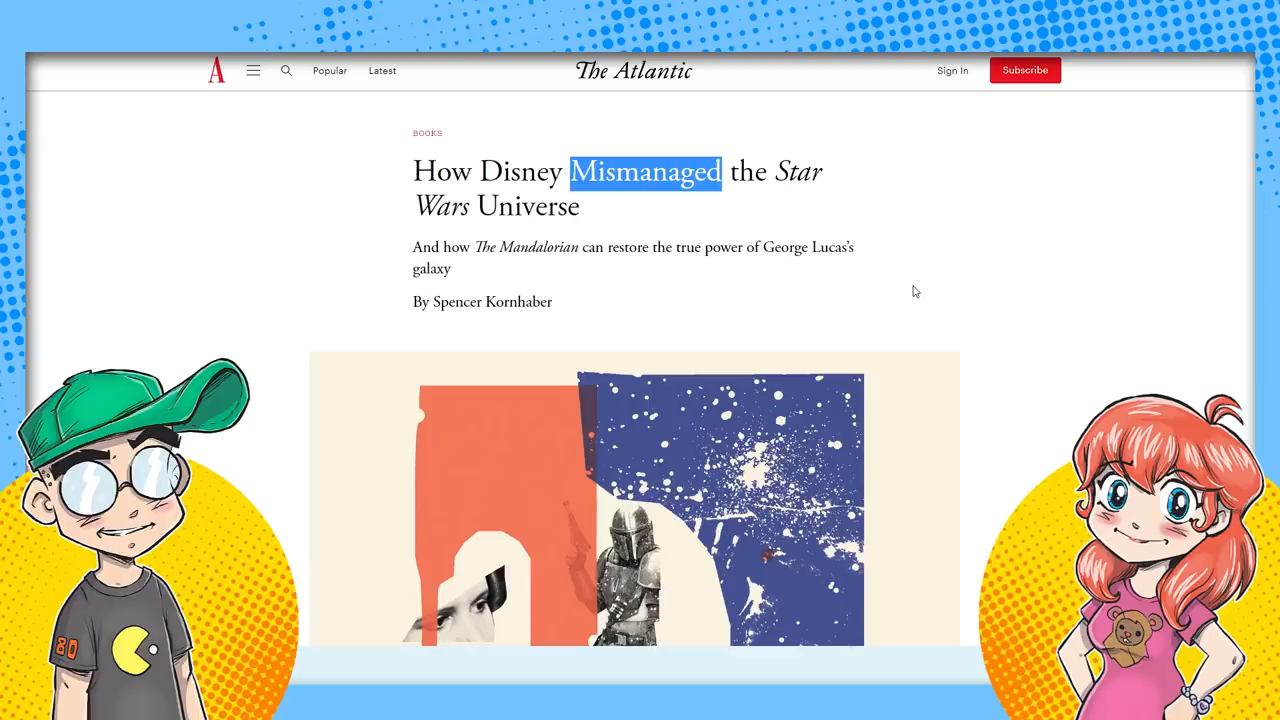 A Popular Latest The Atlantic Sign In Subscribe
BOOKS
How Disney Mismanaged the Star
Wars Universe
And how The Mandalorian can restore the true power of George Lucas’s
galaxy
By Spencer Kornhaber
80